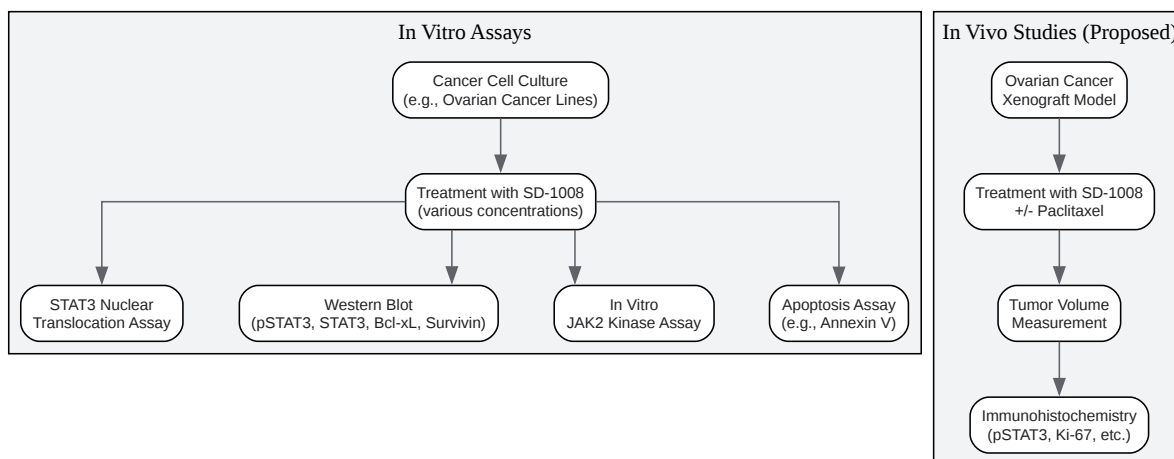 In Vitro Assays
Cancer Cell Culture
(e.g., Ovarian Cancer Lines)
Treatment with SD-1008
(various concentrations)
STAT3 Nuclear
Translocation Assay
Western Blot
(pSTAT3, STAT3, Bcl-xL, Survivin)
In Vitro
JAK2 Kinase Assay
Apoptosis Assay
(e.g., Annexin V)
In Vivo Studies (Proposed)
Ovarian Cancer
Xenograft Model
Treatment with SD-1008
+/- Paclitaxel
Tumor Volume
Measurement
Immunohistochemistry
(pSTAT3, Ki-67, etc.)